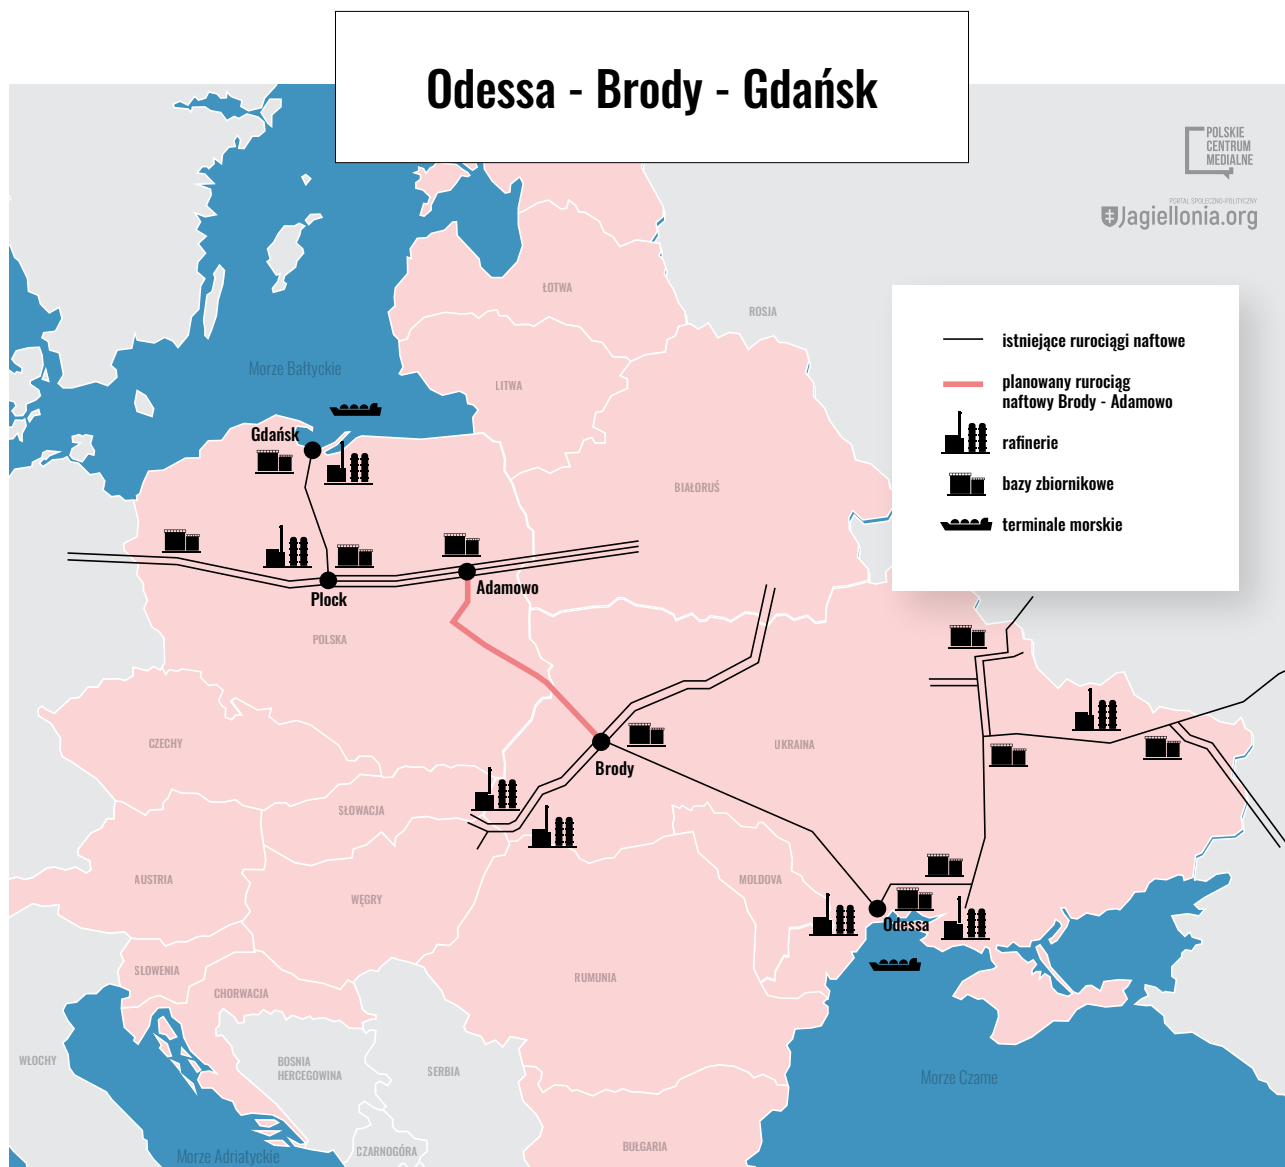 Odessa - Brody - Gdańsk
POLSKIE
CENTRUM
MEDIALNE
PORTAL SPOŁECZNO-POLITYCZNY
Jagiellonia.org
istniejące rurociągi naftowe
planowany rurociąg
naftowy Brody - Adamowo
rafinerie
bazy zbiornikowe
terminale morskie
ŁOTWA
ROSJA
Morze Bałtyckie
LITWA
Gdańsk
BIAŁORUŚ
Adamowo
Plock
POLSKA
CZECHY
UKRAINA
Brody
SŁOWACJA
AUSTRIA
MOLDOVA
WĘGRY
Odessa
SLOWENIA
RUMUNIA
CHORWACJA
WŁOCHY
BOSNIA
HERCEGOWINA
SERBIA
Morze Czarne
BUŁGARIA
CZARNOGÓRA
Morze Adriatyckie